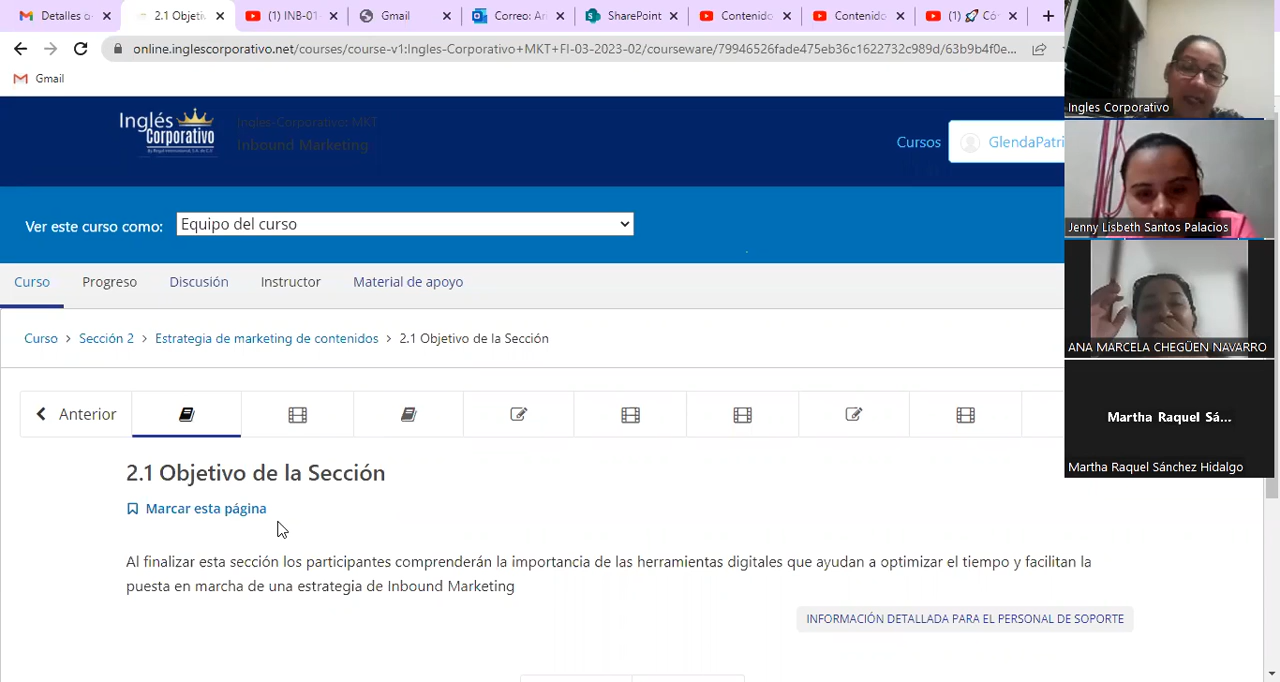 Detalles
2.1 Objetiv
(1) INB-01-
Gmail
Correo: An
SharePoint
Contenido
Contenido
(1) 🚀 Có
online.inglescorporativo.net/courses/course-v1:Ingles-Corporativo+MKT+FI-03-2023-02/courseware/79946526fade475eb36c1622732c989d/63b9b4f0e...
Gmail
Inglés
Corporativo
Ingles-Corporativo: MKT
Inbound Marketing
Cursos
GlendaPatri
Ver este curso como:
Equipo del curso
Curso
Progreso
Discusión
Instructor
Material de apoyo
Curso > Sección 2 > Estrategia de marketing de contenidos > 2.1 Objetivo de la Sección
Anterior
2.1 Objetivo de la Sección
Marcar esta página
Al finalizar esta sección los participantes comprenderán la importancia de las herramientas digitales que ayudan a optimizar el tiempo y facilitan la
puesta en marcha de una estrategia de Inbound Marketing
INFORMACIÓN DETALLADA PARA EL PERSONAL DE SOPORTE
Ingles Corporativo
Jenny Lisbeth Santos Palacios
ANA MARCELA CHEGÜEN NAVARRO
Martha Raquel Sá...
Martha Raquel Sánchez Hidalgo